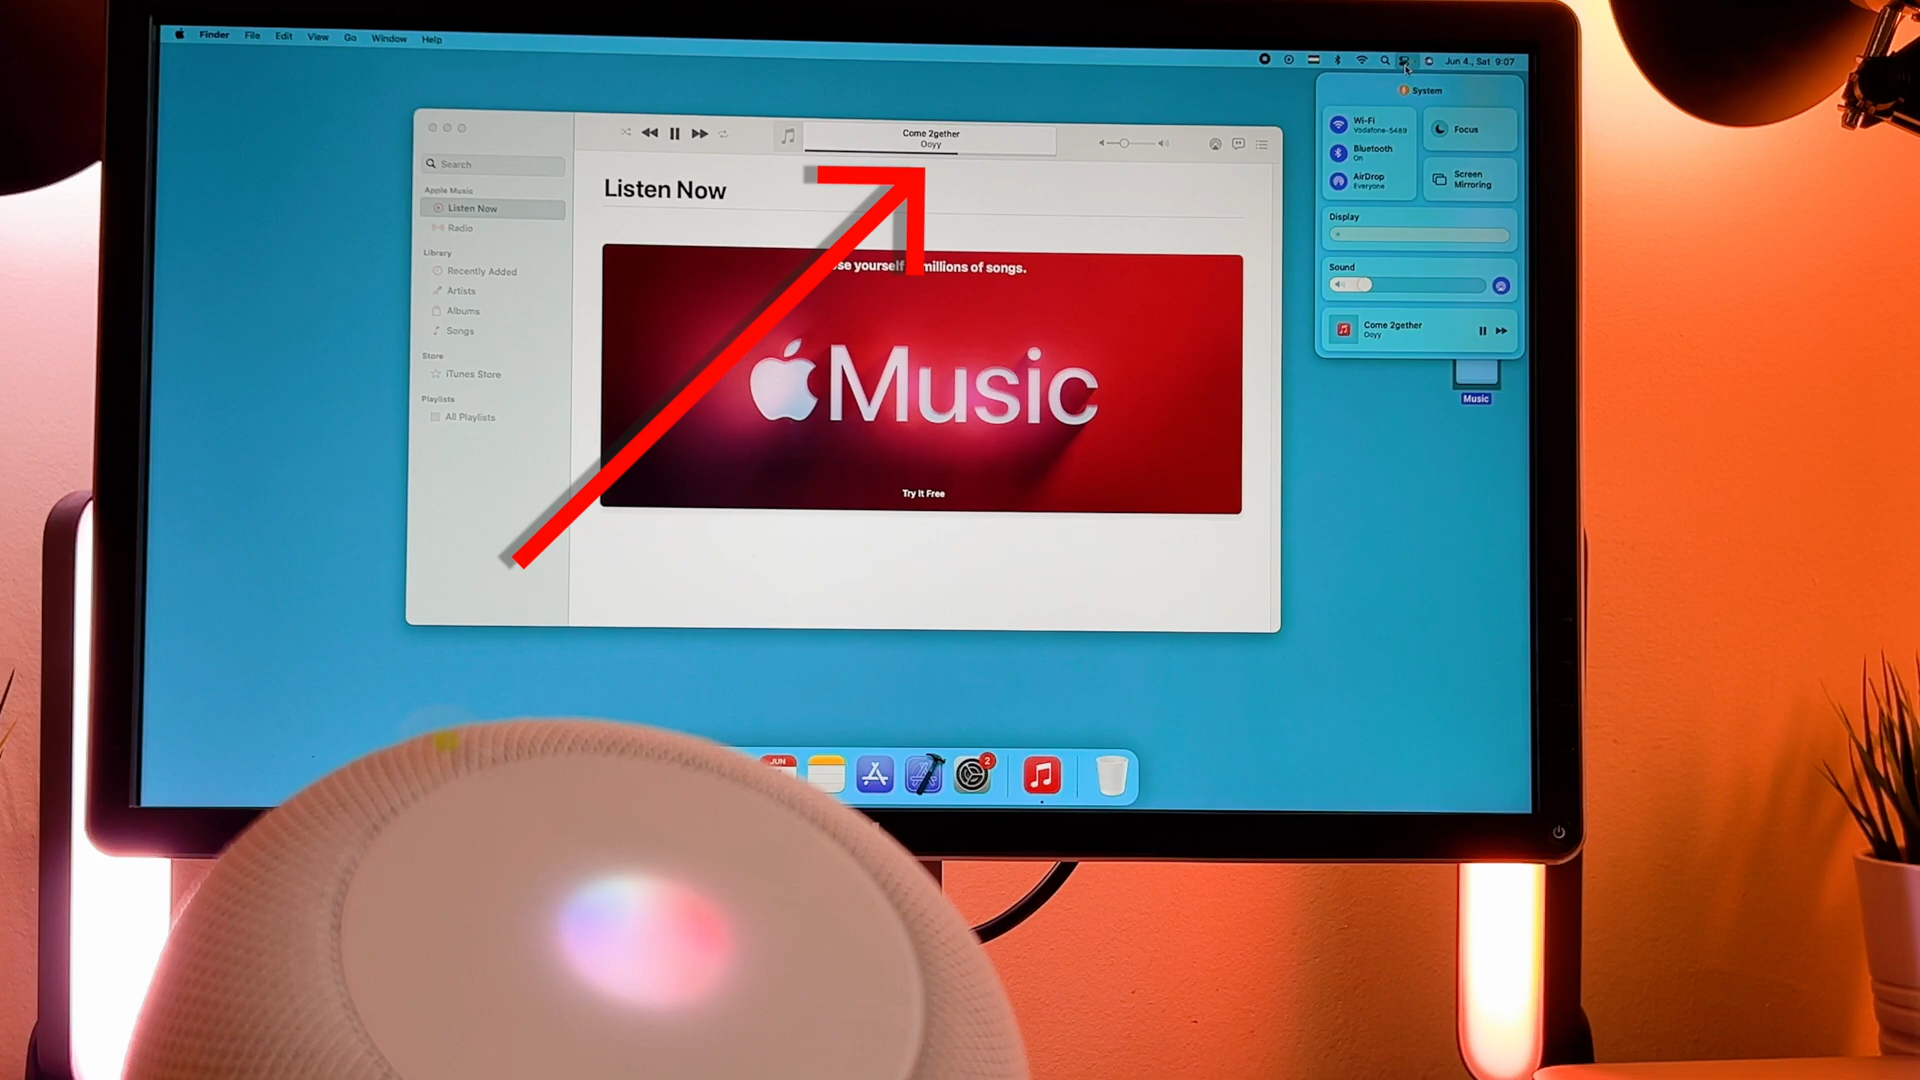 Finder File Edit View Go Window Help
Jun 4., Sat 9:07
Come 2gether
Ooyy
Search
Apple Music
Listen Now
Radio
Library
Recently Added
Artists
Albums
Songs
Store
iTunes Store
Playlists
All Playlists
Listen Now
se yourself
millions of songs.
Music
Try It Free
System
Wi-Fi
Vodafone-5489
Bluetooth
On
AirDrop
Everyone
Focus
Screen
Mirroring
Display
Sound
Come 2gether
Ooyy
Music
JUN
2